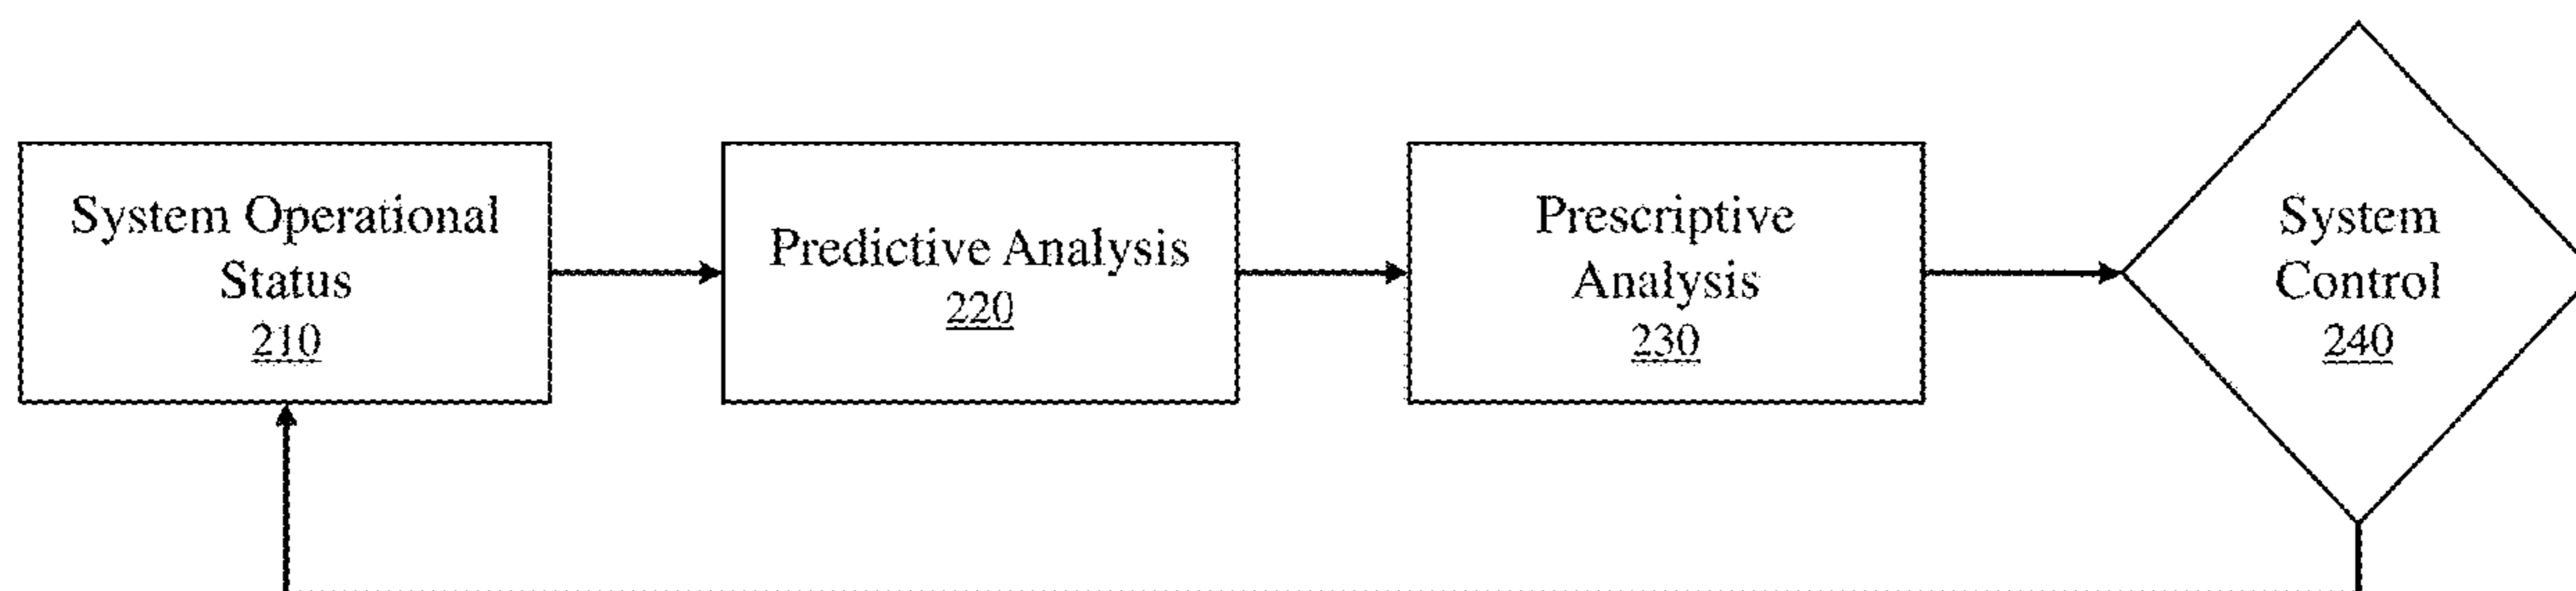 System Operational
Status
210
Predictive Analysis
220
Prescriptive
Analysis
230
System
Control
240